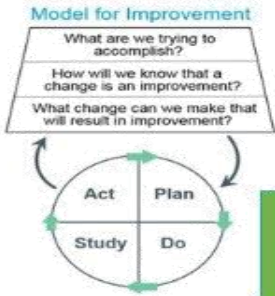 Model for Improvement
What are we trying to
accomplish?
How will we know that a
change is an improvement?
What change can we make that
will result in improvement?
Act
Plan
Study
Do